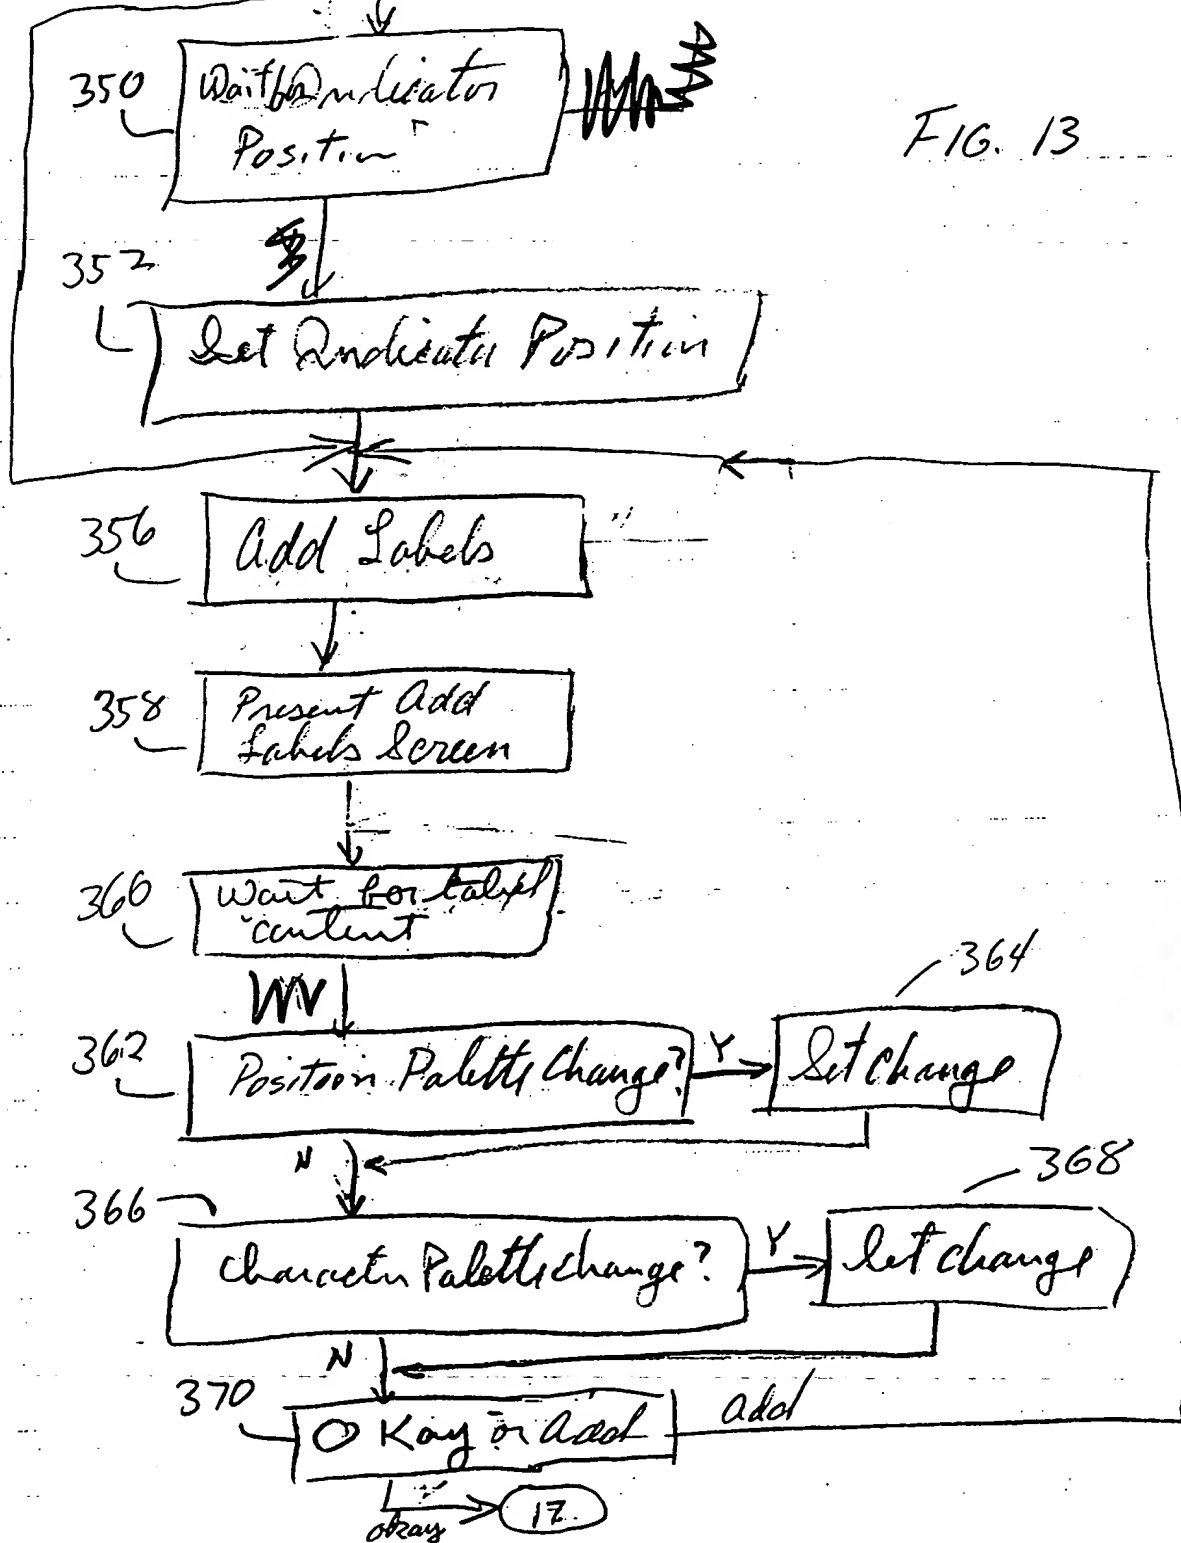 350
Wait for Indicator
Position
FIG. 13
352
Set Indicator Position
356
Add Labels
358
Present Add
Labels Screen
360
Wait for label
content
364
362
Position Palette Change?
Y
Set Change
N
368
366
Character Palette change?
Y
Set change
N
370
OKay or Add
add
okay
17